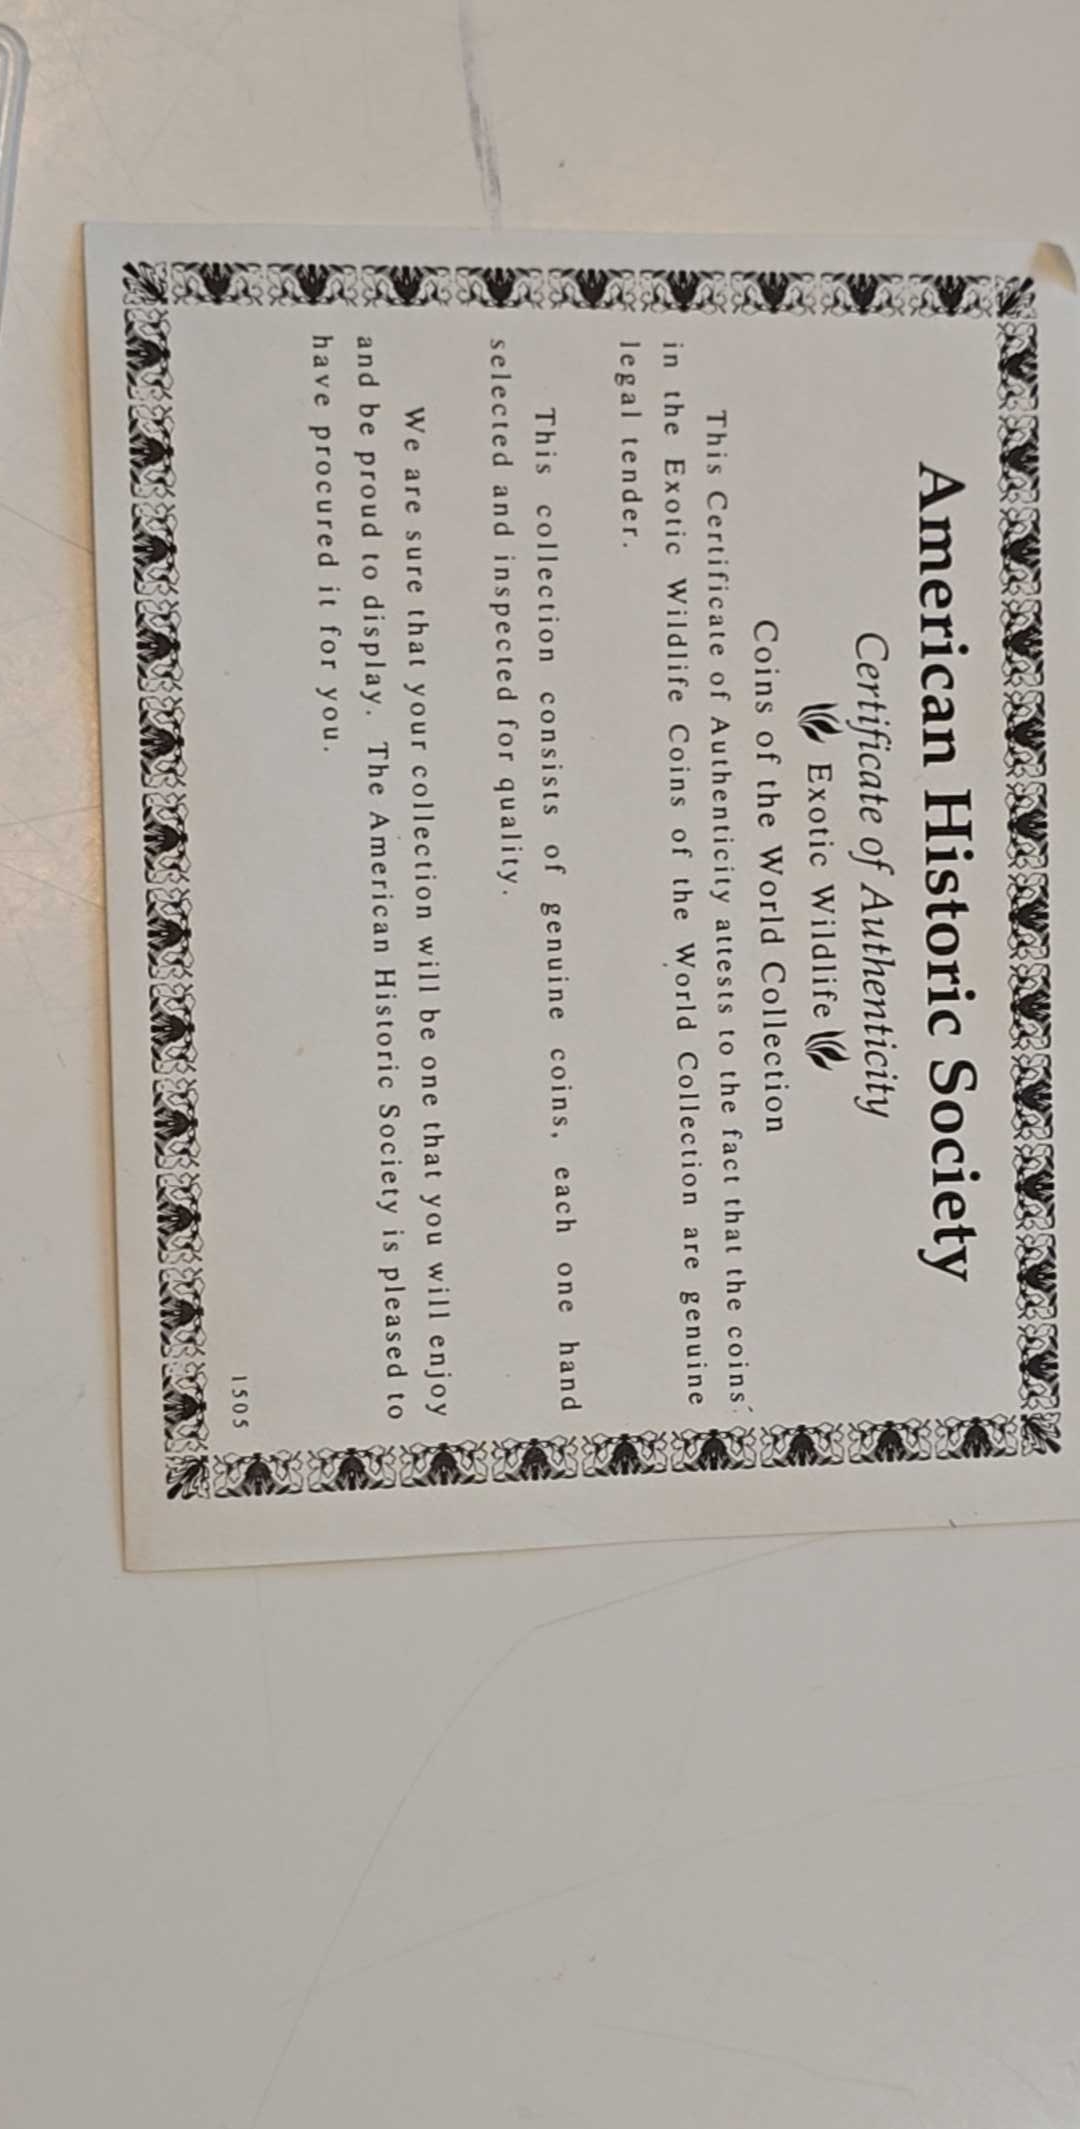 American Historic Society
Certificate of Authenticity
Exotic Wildlife
Coins of the World Collection
This Certificate of Authenticity attests to the fact that the coins
in the Exotic Wildlife Coins of the World Collection are genuine
legal tender.
This collection consists of genuine coins, each one hand
selected and inspected for quality.
We are sure that your collection will be one that you will enjoy
and be proud to display. The American Historic Society is pleased to
have procured it for you.
1505